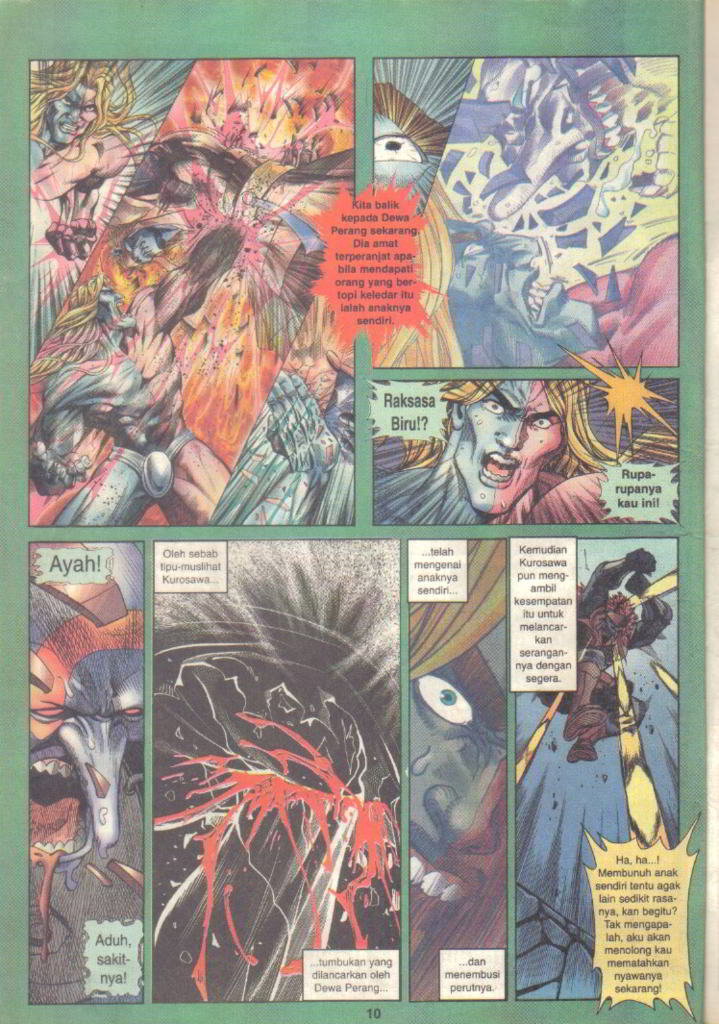 Kita balik
kepada Dewa
Perang sekarang.
Dia amat
terperanjat apa-
bila mendapati
orang yang ber-
topi keledar itu
ialah anaknya
sendiri.
Raksasa
Biru!?
Rupa-
rupanya
kau ini!
Ayah!
Aduh,
sakit-
nya!
Oleh sebab
tipu-muslihat
Kurosawa...
...tumbukan yang
dilancarkan oleh
Dewa Perang...
...telah
mengenai
anaknya
sendiri...
...dan
menembusi
perutnya.
Kemudian
Kurosawa
pun meng-
ambil
kesempatan
itu untuk
melancar-
kan
serangan-
nya dengan
segera.
Ha, ha...!
Membunuh anak
sendiri tentu agak
lain sedikit rasa-
nya, kan begitu?
Tak mengapa-
lah, aku akan
menolong kau
mematahkan
nyawanya
sekarang!
10